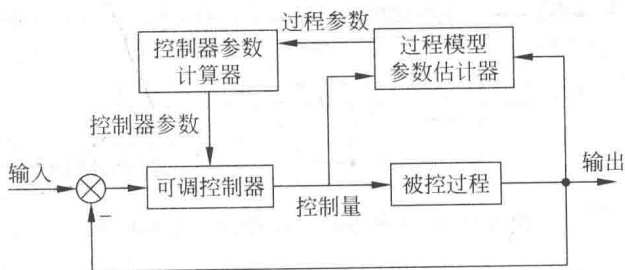 过程参数
控制器参数
计算器
过程模型
参数估计器
控制器参数
输入
可调控制器
控制量
被控过程
输出
−